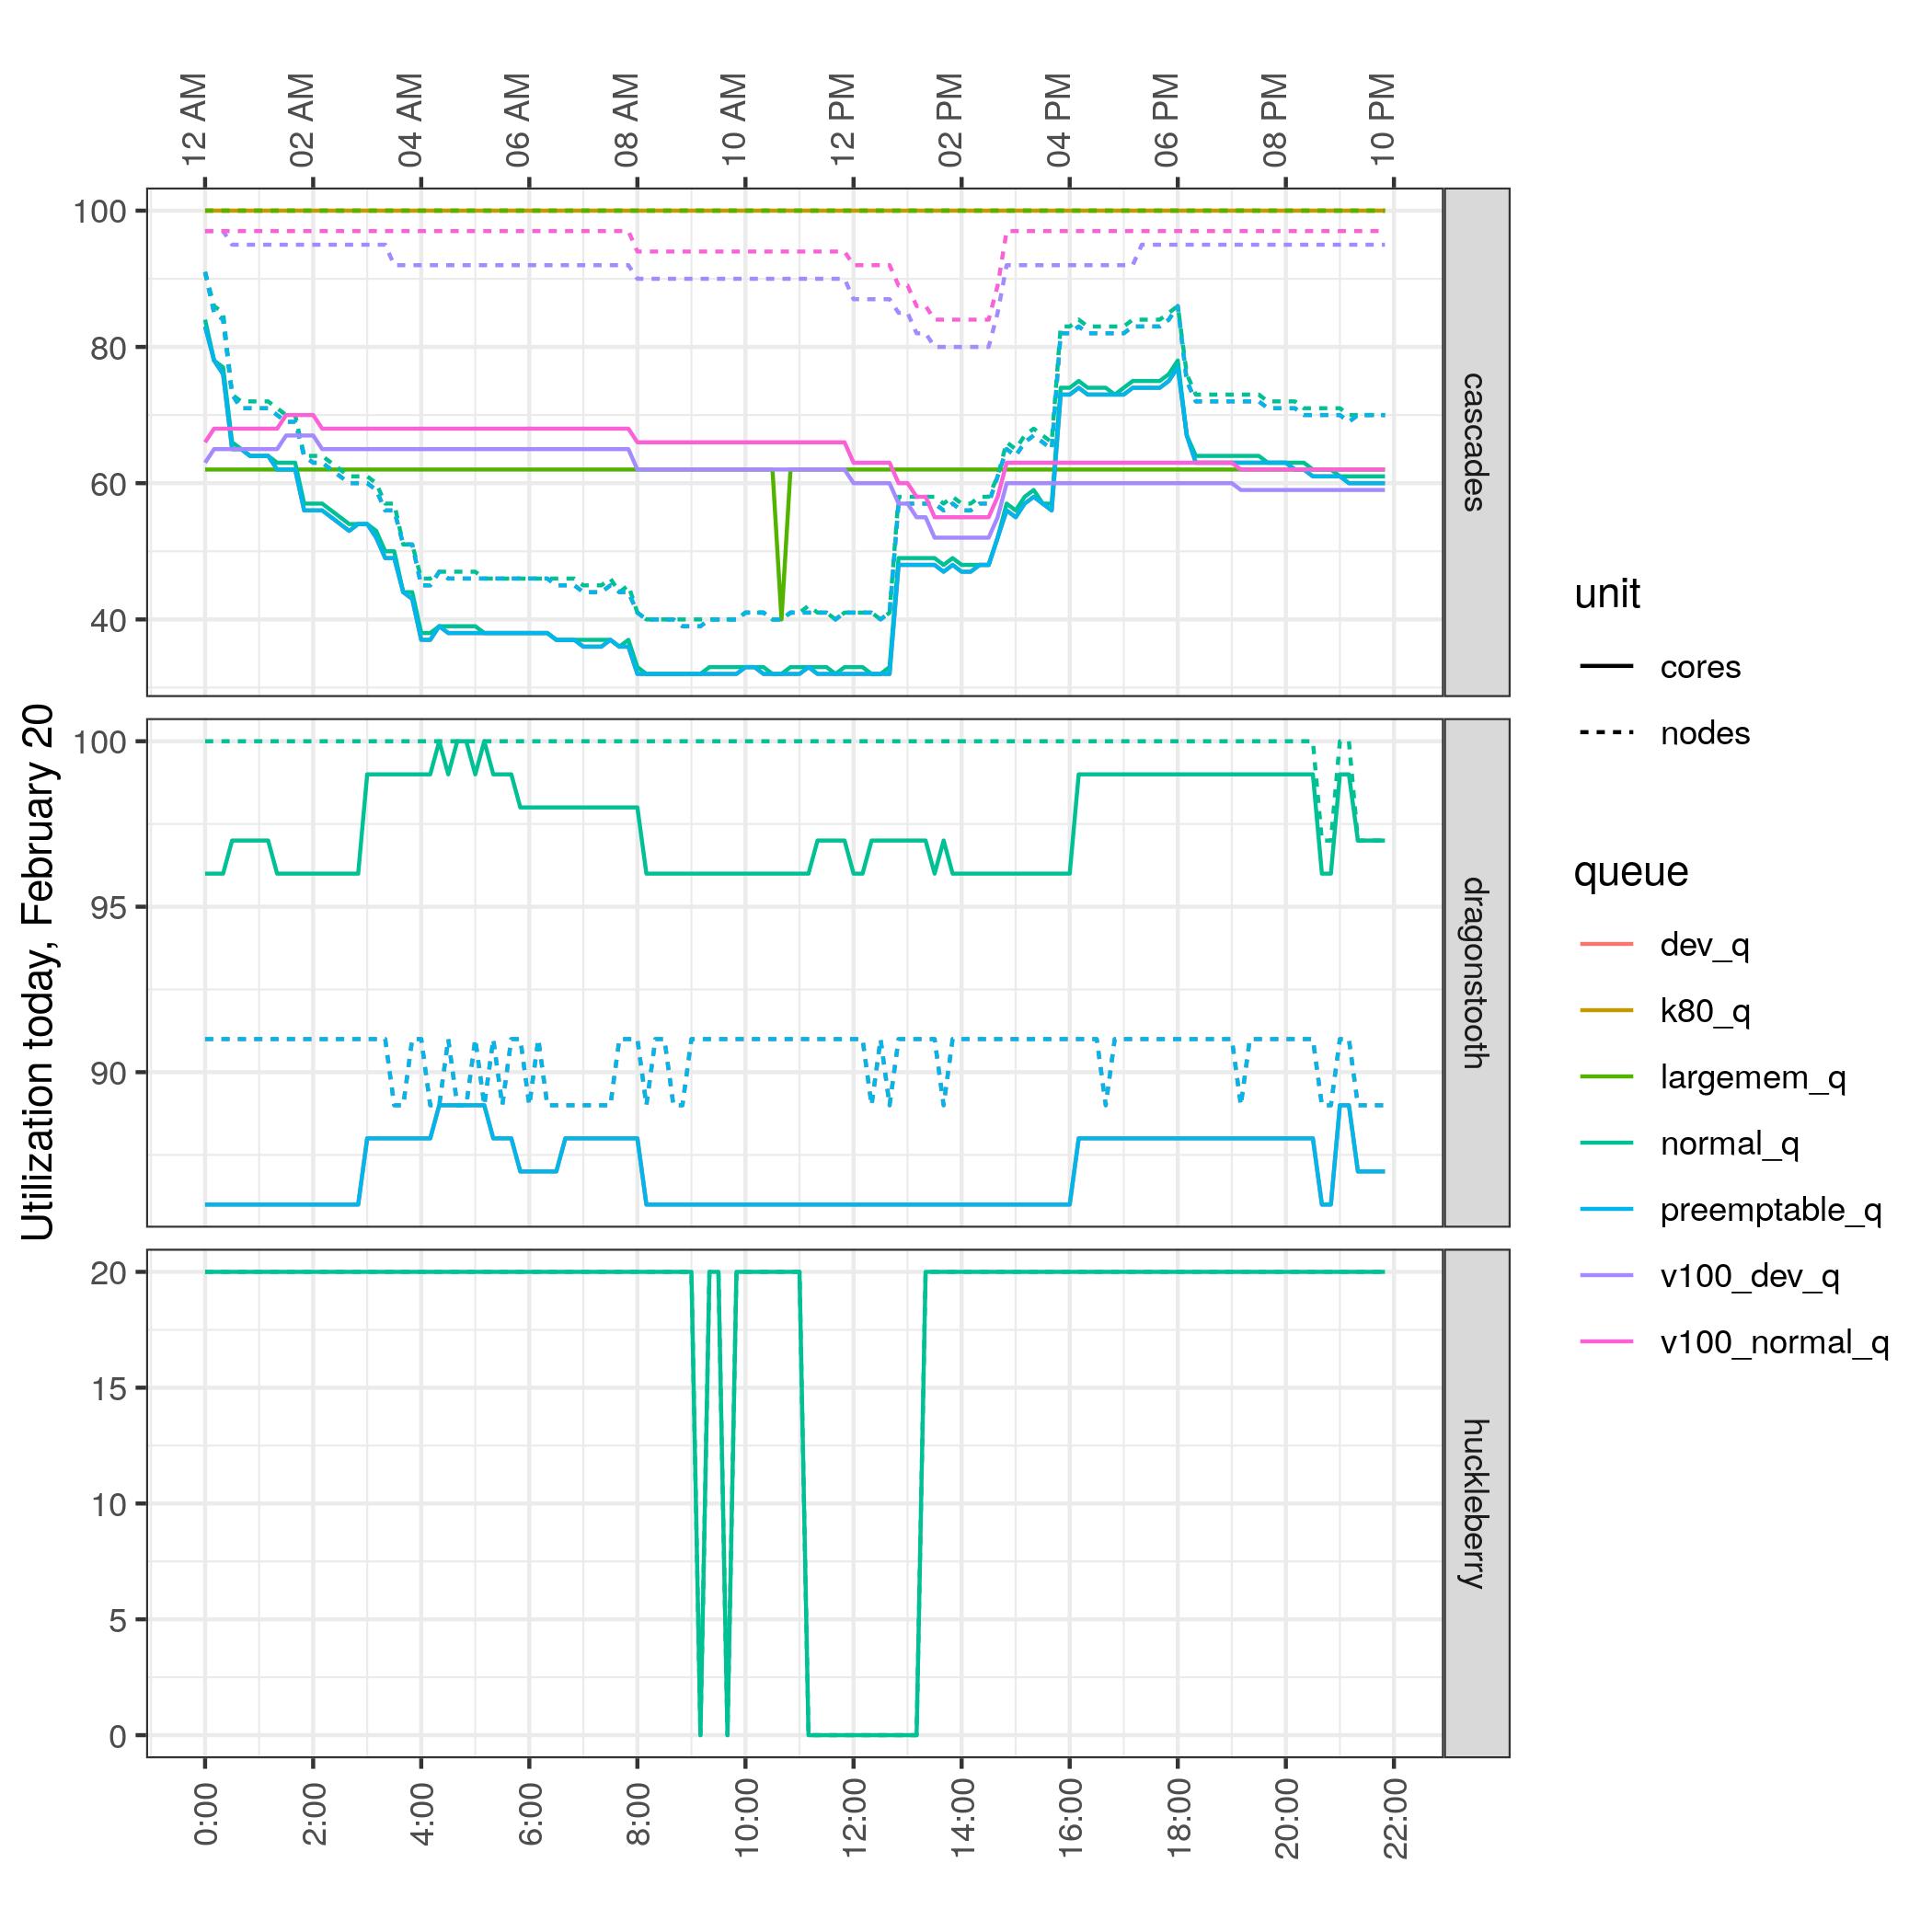 12 AM
02 AM
04 AM
06 AM
08 AM
10 AM
12 PM
02 PM
04 PM
06 PM
08 PM
10 PM
Utilization today, February 20
100
80
60
40
cascades
100
95
90
dragonstooth
20
15
10
5
0
huckleberry
0:00
2:00
4:00
6:00
8:00
10:00
12:00
14:00
16:00
18:00
20:00
22:00
unit
cores
nodes
queue
dev_q
k80_q
largemem_q
normal_q
preemptable_q
v100_dev_q
v100_normal_q